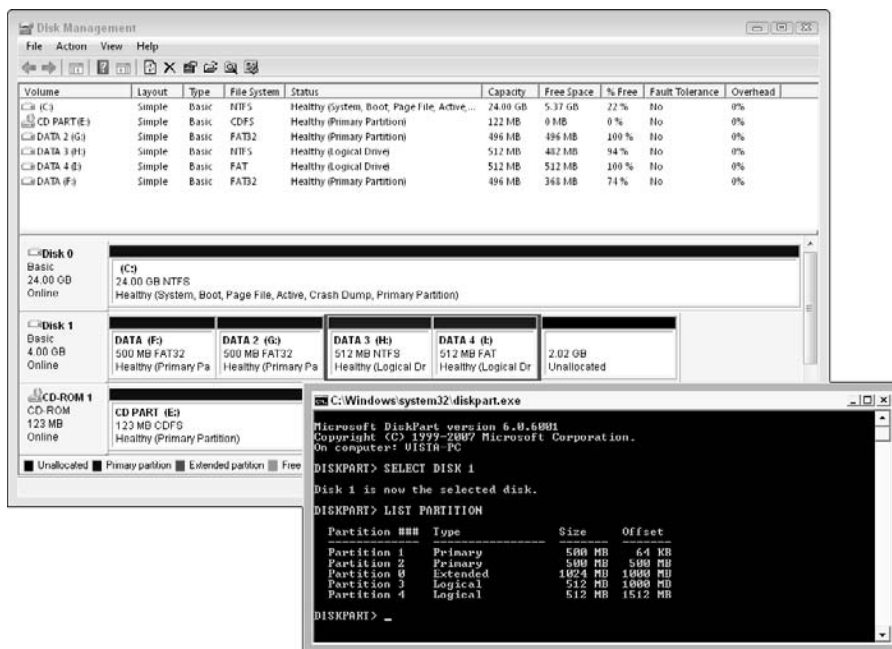 Disk Management
File Action View Help
Volume Layout Type File System Status Capacity Free Space % Free Fault Tolerance Overhead
(C:) Simple Basic NTFS Healthy (System, Boot, Page File, Active,... 24.00 GB 5.37 GB 22 % No 0%
CD PART (E:) Simple Basic CDFS Healthy (Primary Partition) 122 MB 0 MB 0 % No 0%
DATA 2 (G:) Simple Basic FAT32 Healthy (Primary Partition) 496 MB 496 MB 100 % No 0%
DATA 3 (H:) Simple Basic NTFS Healthy (Logical Drive) 512 MB 482 MB 94 % No 0%
DATA 4 (I:) Simple Basic FAT Healthy (Logical Drive) 512 MB 512 MB 100 % No 0%
DATA (F:) Simple Basic FAT32 Healthy (Primary Partition) 496 MB 368 MB 74 % No 0%
Disk 0
Basic
24.00 GB
Online
(C:)
24.00 GB NTFS
Healthy (System, Boot, Page File, Active, Crash Dump, Primary Partition)
Disk 1
Basic
4.00 GB
Online
DATA (F:)
500 MB FAT32
Healthy (Primary Pa
DATA 2 (G:)
500 MB FAT32
Healthy (Primary Pa
DATA 3 (H:)
512 MB NTFS
Healthy (Logical Dr
DATA 4 (I:)
512 MB FAT
Healthy (Logical Dr
2.02 GB
Unallocated
CD-ROM 1
CD-ROM
123 MB
Online
CD PART (E:)
123 MB CDFS
Healthy (Primary Partition)
Unallocated Primary partition Extended partition Free
C:\Windows\system32\diskpart.exe
Microsoft DiskPart version 6.0.6001
Copyright (C) 1999-2007 Microsoft Corporation.
On computer: VISTA-PC
DISKPART> SELECT DISK 1
Disk 1 is now the selected disk.
DISKPART> LIST PARTITION
Partition ### Type Size Offset
Partition 1 Primary 500 MB 64 KB
Partition 2 Primary 500 MB 500 MB
Partition 0 Extended 1024 MB 1000 MB
Partition 3 Logical 512 MB 1000 MB
Partition 4 Logical 512 MB 1512 MB
DISKPART> _